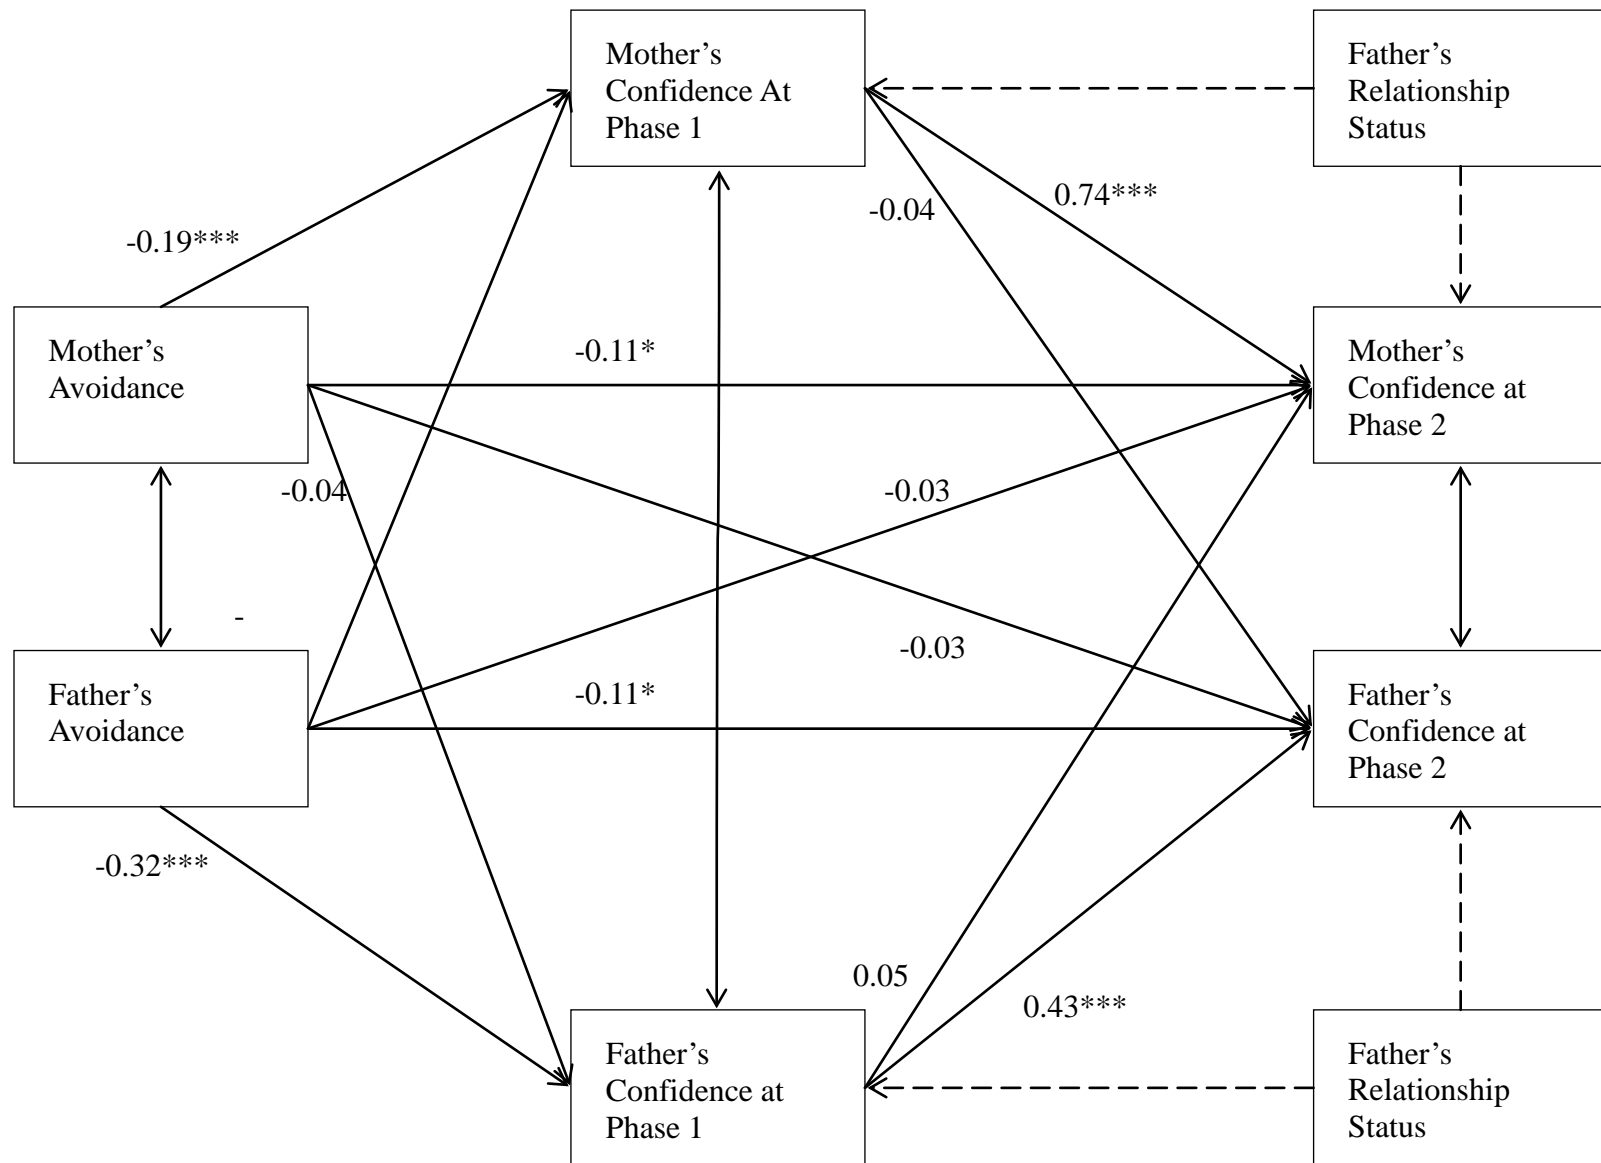 Mother’s
Confidence At
Phase 1
Father’s
Relationship
Status
-0.19***
-0.04
0.74***
Mother’s
Avoidance
-0.11*
Mother’s
Confidence at
Phase 2
-0.04
-0.03
-
-0.03
Father’s
Avoidance
-0.11*
Father’s
Confidence at
Phase 2
-0.32***
0.05
0.43***
Father’s
Confidence at
Phase 1
Father’s
Relationship
Status